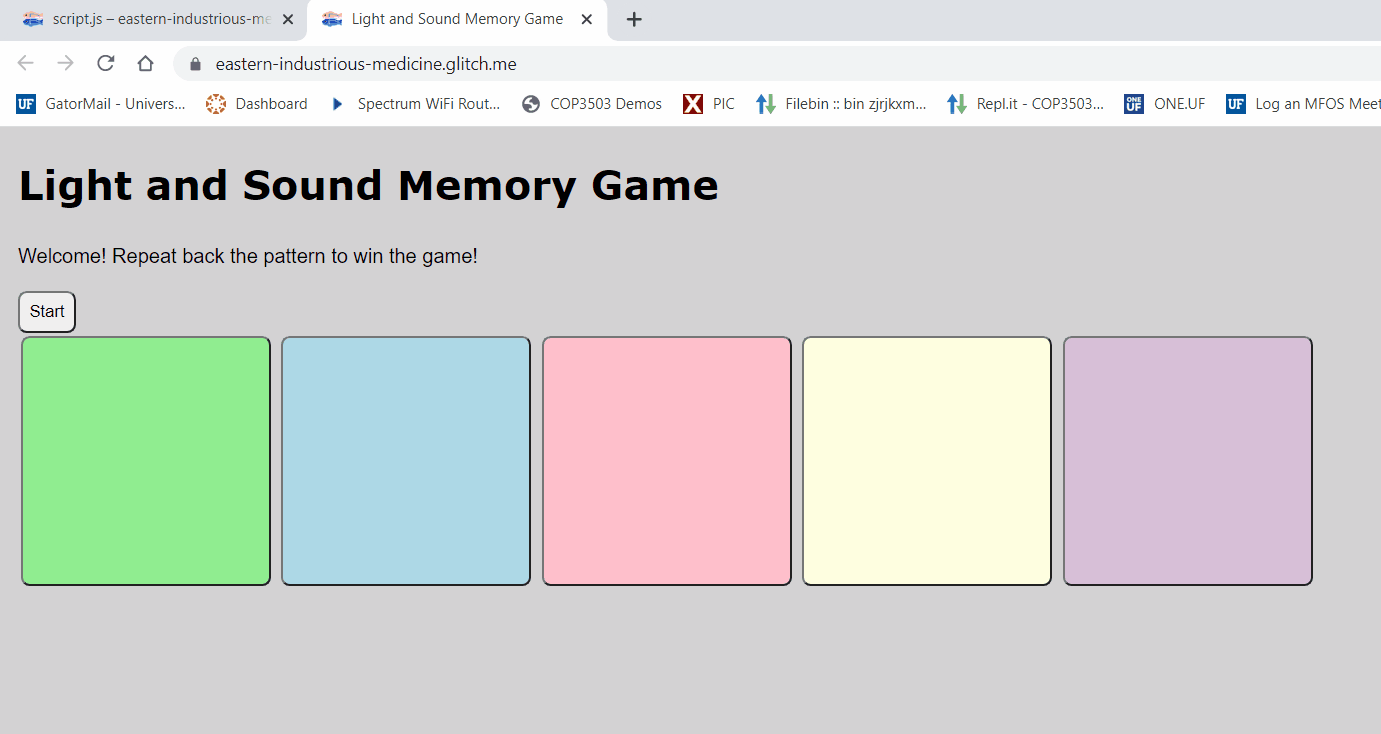 script.js – eastern-industrious-me Light and Sound Memory Game
eastern-industrious-medicine.glitch.me
UF GatorMail - Univers... Dashboard Spectrum WiFi Rout... COP3503 Demos PIC Filebin :: bin zjrjkxm... Repl.it - COP3503... ONE UF ONE.UF UF Log an MFOS Meet
Light and Sound Memory Game
Welcome! Repeat back the pattern to win the game!
Start